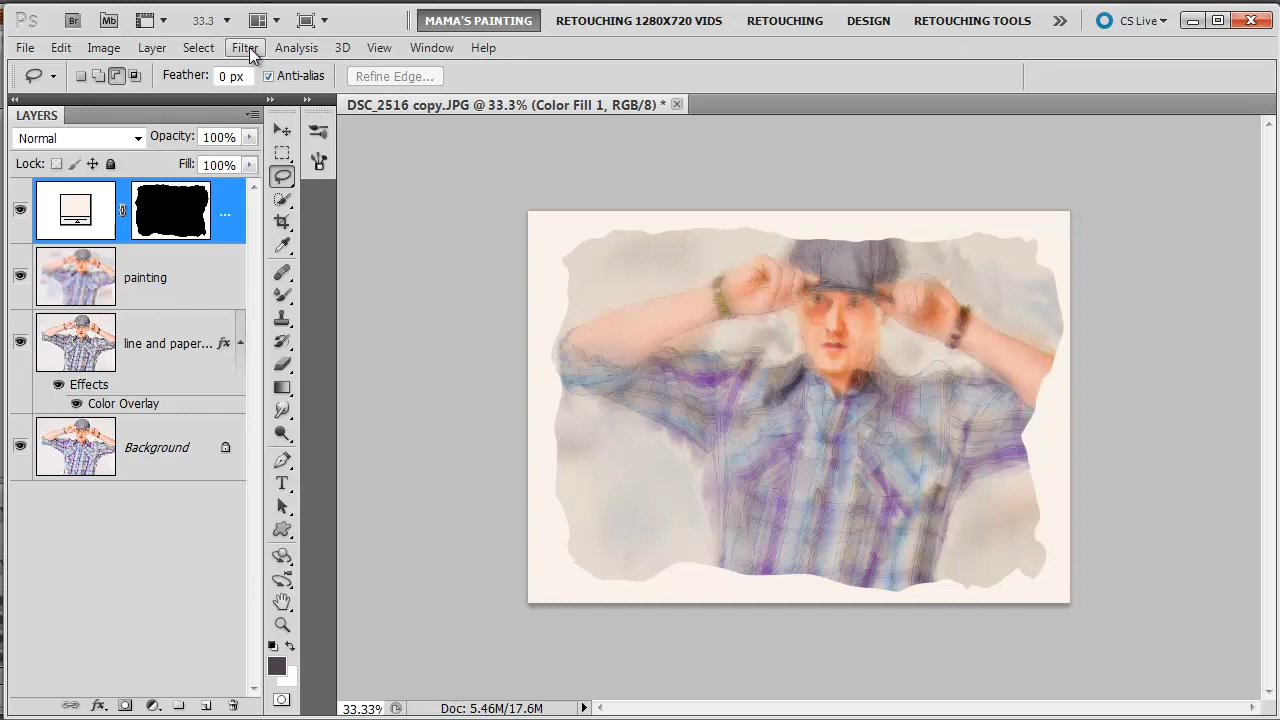 Ps Br Mb 33.3 MAMA'S PAINTING RETOUCHING 1280X720 VIDS RETOUCHING DESIGN RETOUCHING TOOLS CS Live
File Edit Image Layer Select Filter Analysis 3D View Window Help
Feather: 0 px Anti-alias Refine Edge...
LAYERS
DSC_2516 copy.JPG @ 33.3% (Color Fill 1, RGB/8) *
Normal Opacity: 100%
Lock: Fill: 100%
...
painting
line and paper... fx
Effects
Color Overlay
Background
T
fx
33.33% Doc: 5.46M/17.6M